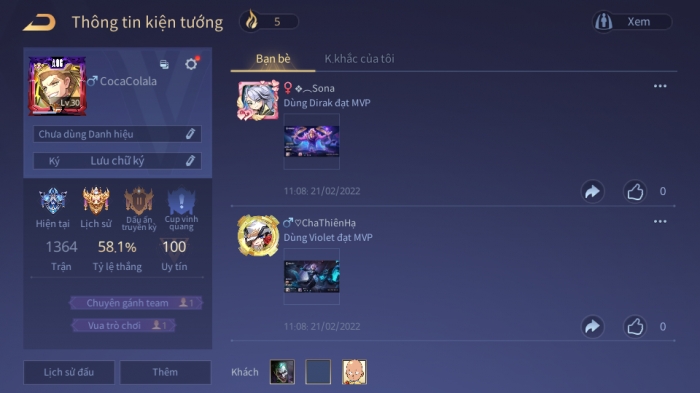 Thông tin kiện tướng
5
Xem
AOG
CocaColala
Lv.30
Chưa dùng Danh hiệu
Ký Lưu chữ ký
Hiện tại
Lịch sử
Dấu ấn truyền kỳ
Cup vinh quang
1364
58,1%
100
Trận
Tỷ lệ thắng
Uy tín
Chuyên gánh team 1
Vua trò chơi 1
Lịch sử đấu
Thêm
Bạn bè
K.khắc của tôi
Sona
Dùng Dirak đạt MVP
11:08: 21/02/2022
0
ChaThiênHạ
Dùng Violet đạt MVP
11:08: 21/02/2022
0
Khách